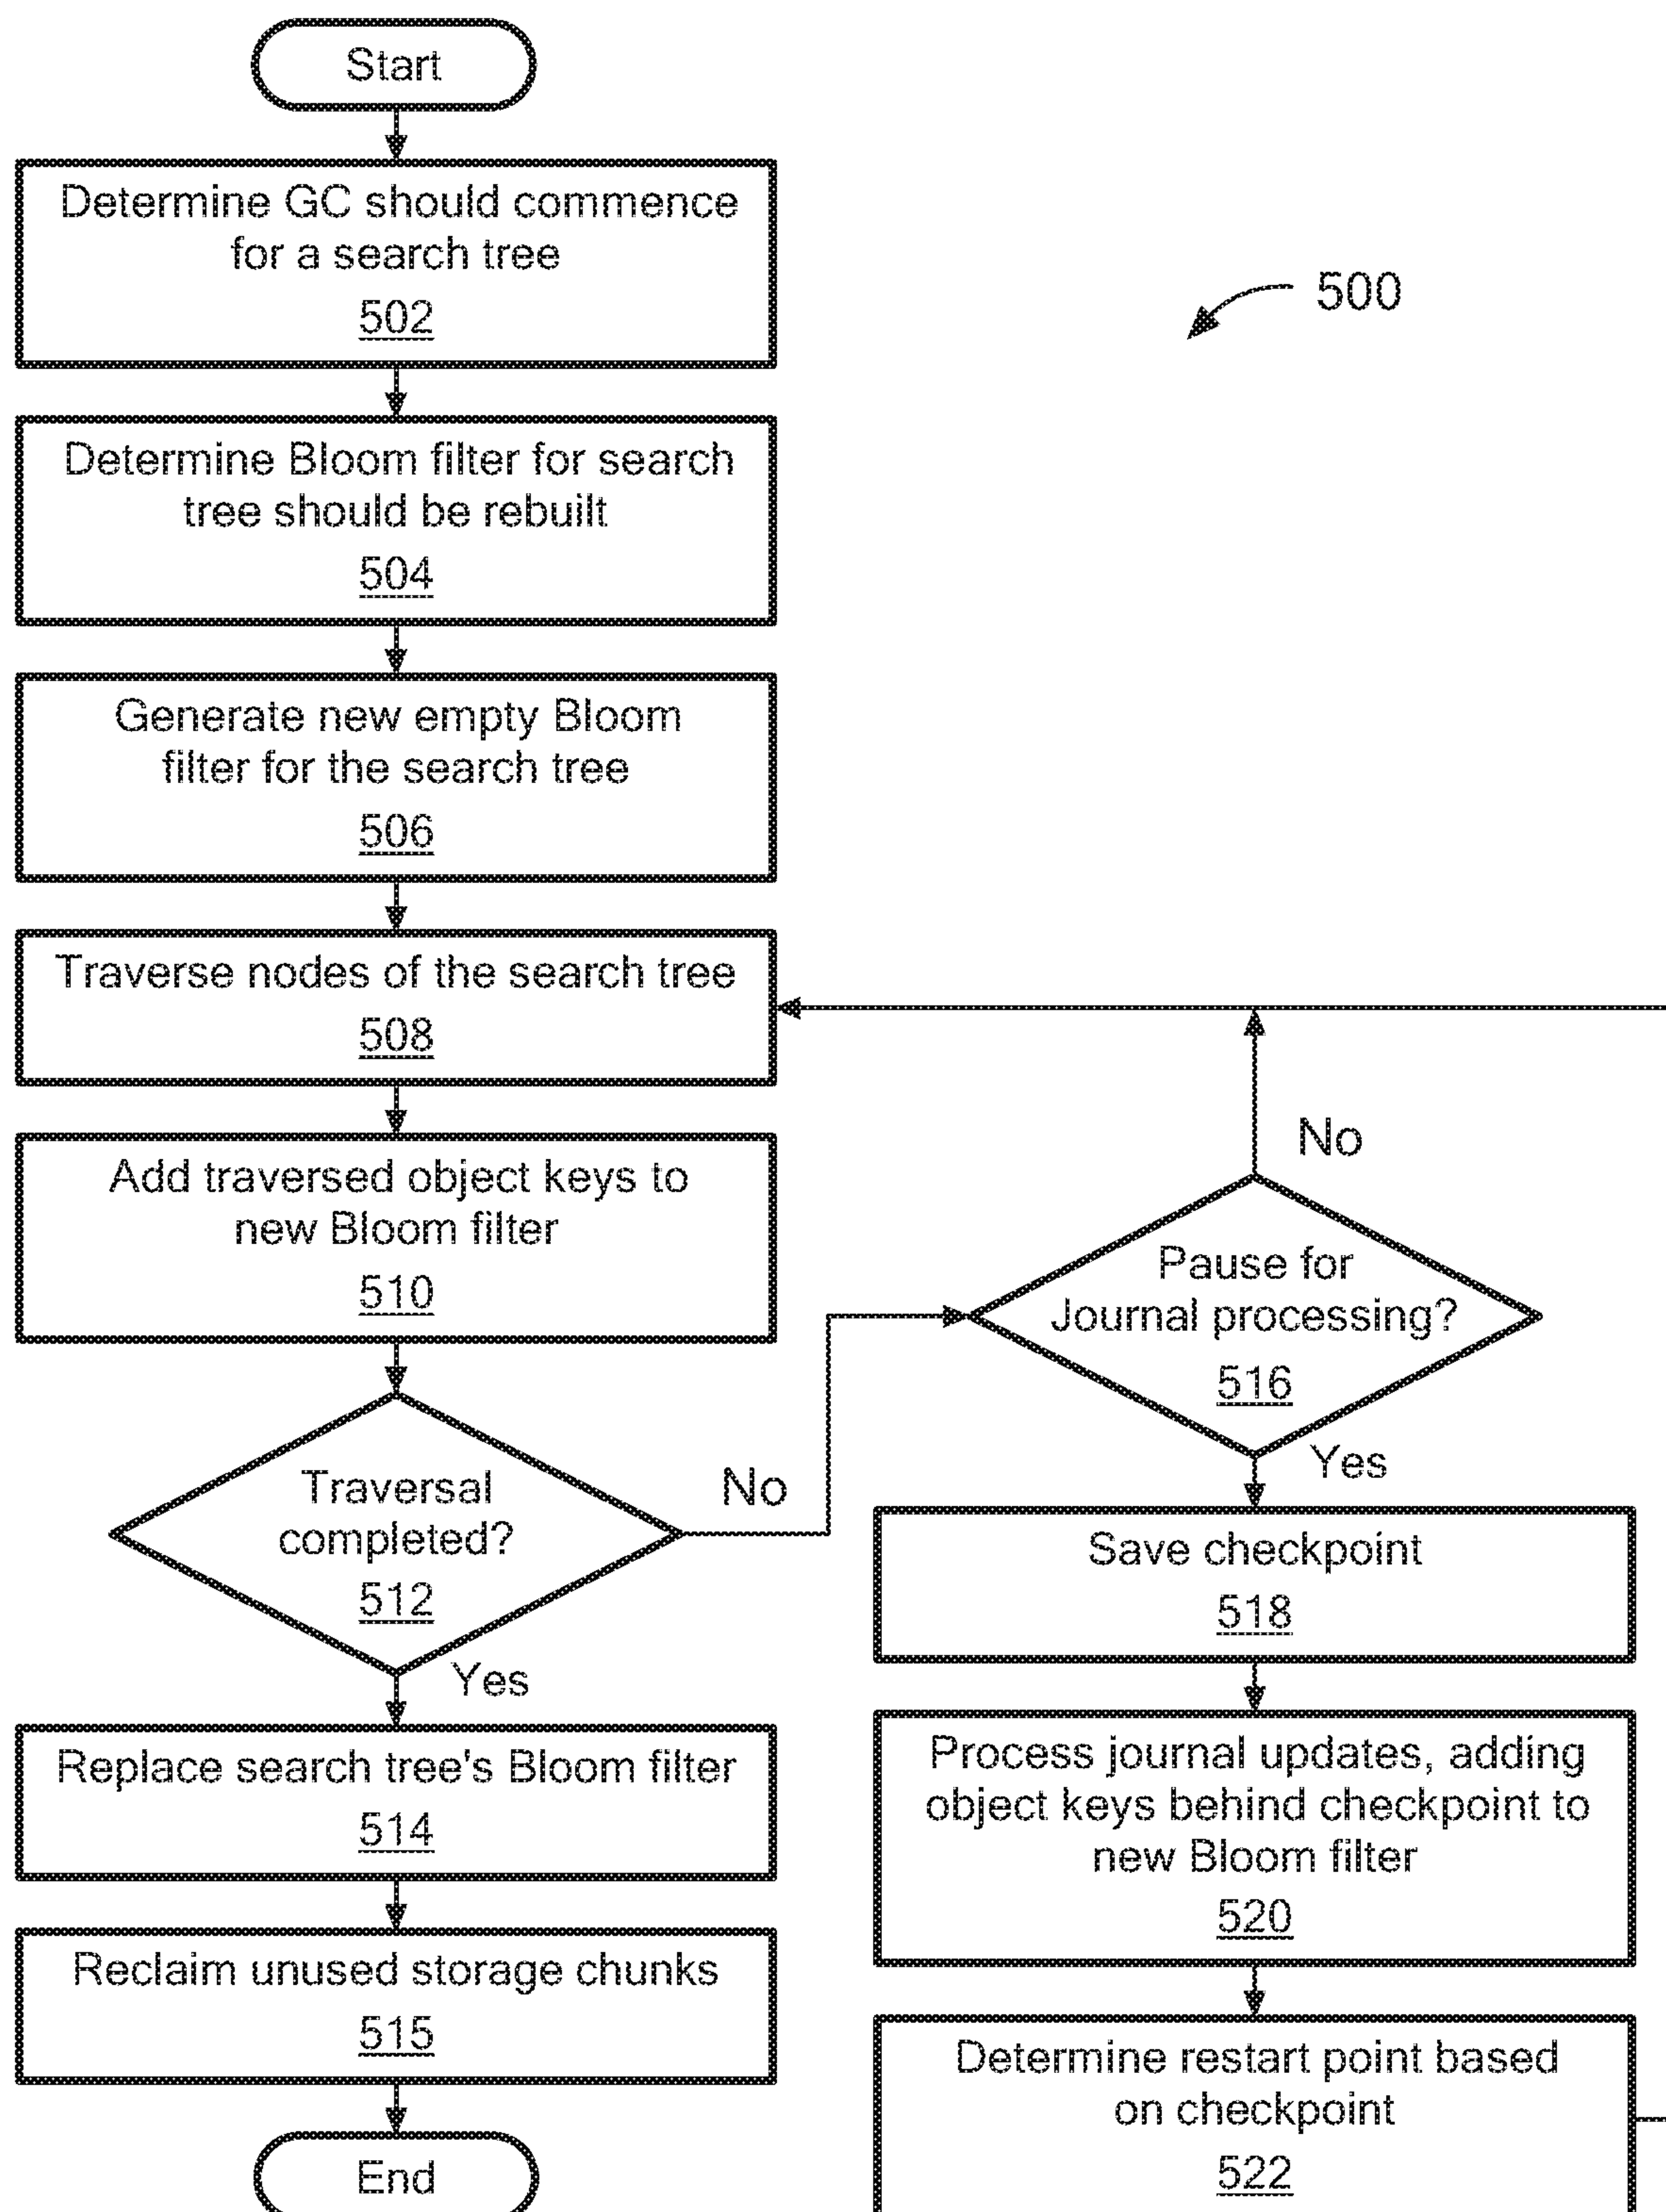 Start
Determine GC should commence
for a search tree
502
500
Determine Bloom filter for search
tree should be rebuilt
504
Generate new empty Bloom
filter for the search tree
506
Traverse nodes of the search tree
508
Add traversed object keys to
new Bloom filter
510
Traversal
completed?
512
No
Yes
Replace search tree's Bloom filter
514
Reclaim unused storage chunks
515
End
No
Pause for
Journal processing?
516
Yes
Save checkpoint
518
Process journal updates, adding
object keys behind checkpoint to
new Bloom filter
520
Determine restart point based
on checkpoint
522